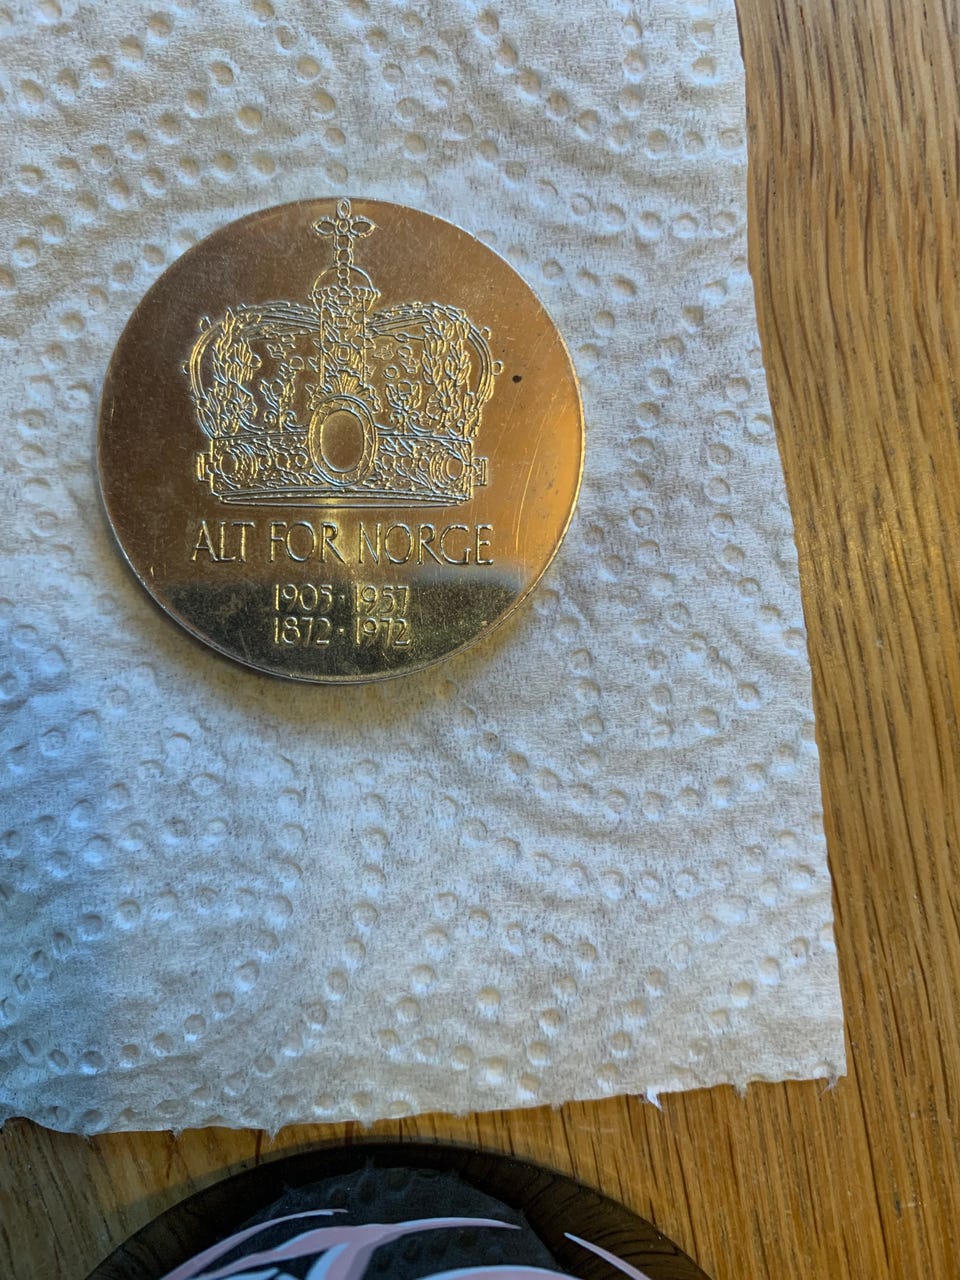 ALT FOR NORGE
1905 · 1957
1872 · 1972